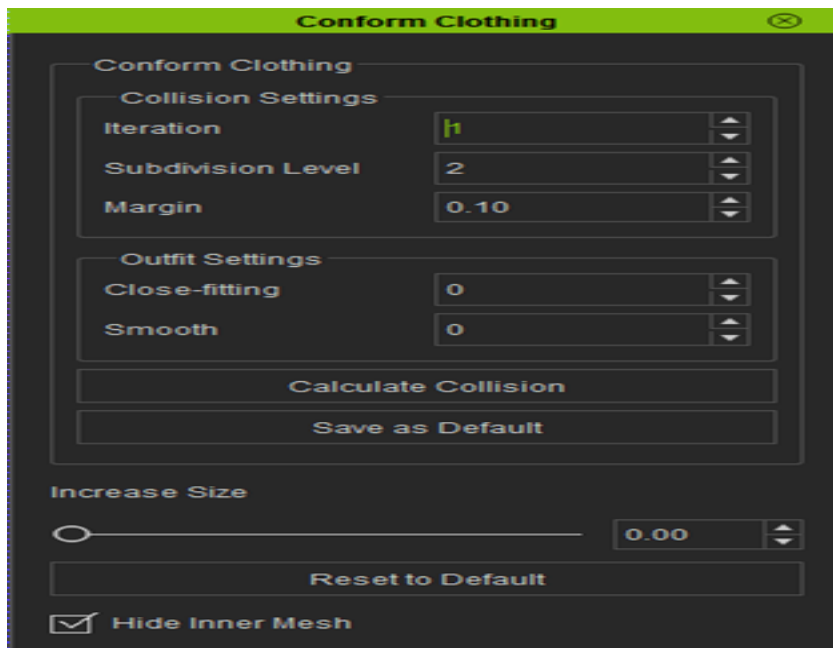 Conform Clothing
Conform Clothing
Collision Settings
Iteration 1
Subdivision Level 2
Margin 0.10
Outfit Settings
Close-fitting 0
Smooth 0
Calculate Collision
Save as Default
Increase Size
0.00
Reset to Default
Hide Inner Mesh